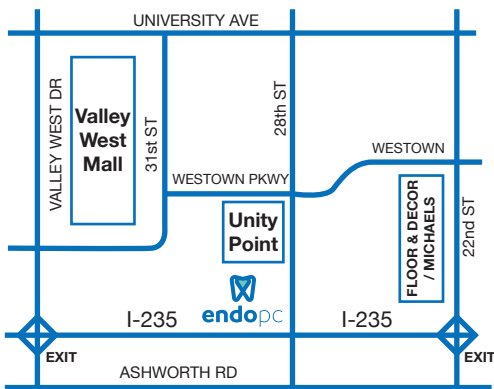 UNIVERSITY AVE
VALLEY WEST DR
Valley
West
Mall
31st ST
28th ST
WESTOWN
WESTOWN PKWY
Unity
Point
FLOOR & DECOR
/ MICHAELS
22nd ST
endopc
I-235
I-235
EXIT
EXIT
ASHWORTH RD